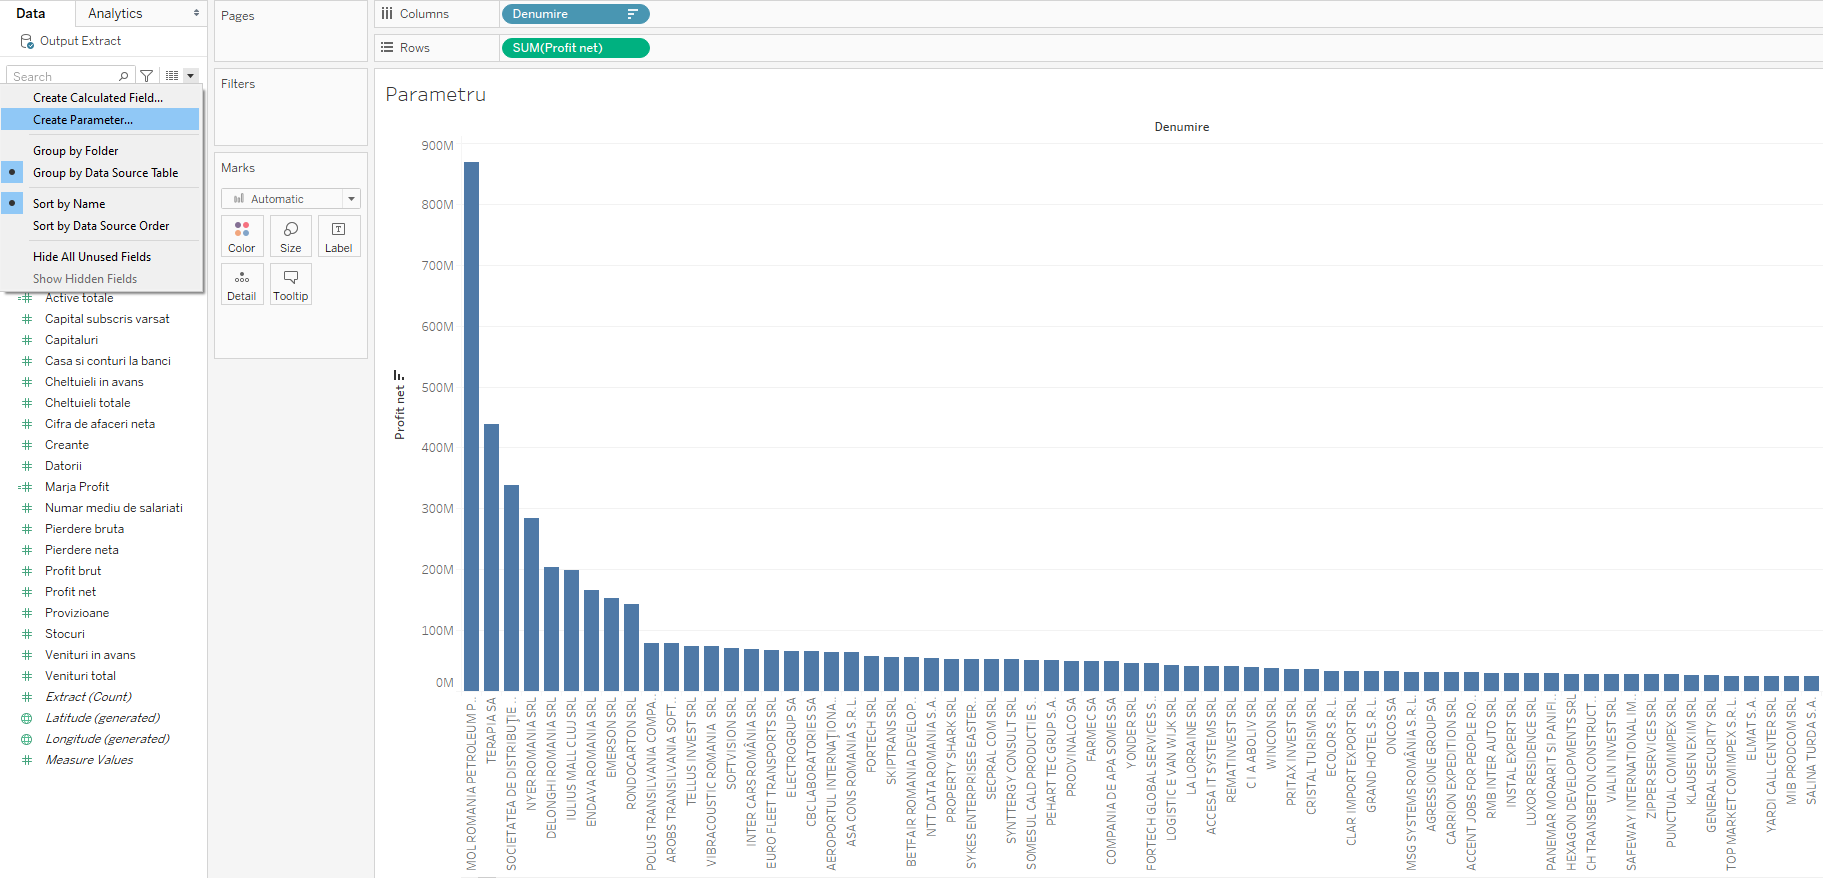 Data
Analytics
Output Extract
Search
Create Calculated Field...
Create Parameter...
Group by Folder
Group by Data Source Table
Sort by Name
Sort by Data Source Order
Hide All Unused Fields
Show Hidden Fields
Active totale
Capital subscris varsat
Capitaluri
Casa si conturi la banci
Cheltuieli in avans
Cheltuieli totale
Cifra de afaceri neta
Creante
Datorii
Marja Profit
Numar mediu de salariati
Pierdere bruta
Pierdere neta
Profit brut
Profit net
Provizioane
Stocuri
Venituri in avans
Venituri total
Extract (Count)
Latitude (generated)
Longitude (generated)
Measure Values
Pages
Filters
Marks
Automatic
Color
Size
Label
Detail
Tooltip
Columns
Denumire
Rows
SUM(Profit net)
Parametru
Denumire
900M
800M
700M
600M
500M
400M
300M
200M
100M
0M
Profit net
MOL ROMANIA PETROLEUM P..
TERAPIA SA
SOCIETATEA DE DISTRIBUŢIE ..
NYER ROMANIA SRL
DELONGHI ROMANIA SRL
IULIUS MALL CLUJ SRL
ENDAVA ROMANIA SRL
EMERSON SRL
RONDOCARTON SRL
POLUS TRANSILVANIA COMPA..
AROBS TRANSILVANIA SOFT..
TELLUS INVEST SRL
VIBRACOUSTIC ROMANIA SRL
SOFTVISION SRL
INTER CARS ROMÂNIA SRL
EURO FLEET TRANSPORTS SRL
ELECTROGRUP SA
CBC LABORATORIES SA
AEROPORTUL INTERNAŢIONA..
ASA CONS ROMANIA S.R.L.
FORTECH SRL
SKIPTRANS SRL
BETFAIR ROMANIA DEVELOP..
NTT DATA ROMANIA S.A.
PROPERTY SHARK SRL
SYKES ENTERPRISES EASTER..
SECPRAL COM SRL
SYNTTERGY CONSULT SRL
SOMESUL CALD PRODUCTIE S..
PEHART TEC GRUP S.A.
PRODVINALCO SA
FARMEC SA
COMPANIA DE APA SOMES SA
YONDER SRL
FORTECH GLOBAL SERVICES S..
LOGISTIC E VAN WIJK SRL
LA LORRAINE SRL
ACCESA IT SYSTEMS SRL
REMATINVEST SRL
C I A ABOLIV SRL
WINCON SRL
PRITAX INVEST SRL
CRISTAL TURISM SRL
ECOLOR S.R.L.
CLAR IMPORT EXPORT SRL
GRAND HOTEL S.R.L.
ONCOS SA
MSG SYSTEMS ROMÂNIA S.R.L.
AGRESSIONE GROUP SA
CARRION EXPEDITION SRL
ACCENT JOBS FOR PEOPLE RO..
RMB INTER AUTO SRL
INSTAL EXPERT SRL
LUXOR RESIDENCE SRL
PANEMAR MORARIT SI PANIFI..
HEXAGON DEVELOPMENTS SRL
CH TRANSBETON CONSTRUCT..
VIALIN INVEST SRL
SAFEWAY INTERNATIONAL IM..
ZIPPER SERVICES SRL
PUNCTUAL COMIMPEX SRL
KLAUSEN EXIM SRL
GENERAL SECURITY SRL
TOP MARKET COMIMPEX S.R.L.
ELMAT S.A.
YARDI CALL CENTER SRL
MIB PRODCOM SRL
SALINA TURDA S.A..